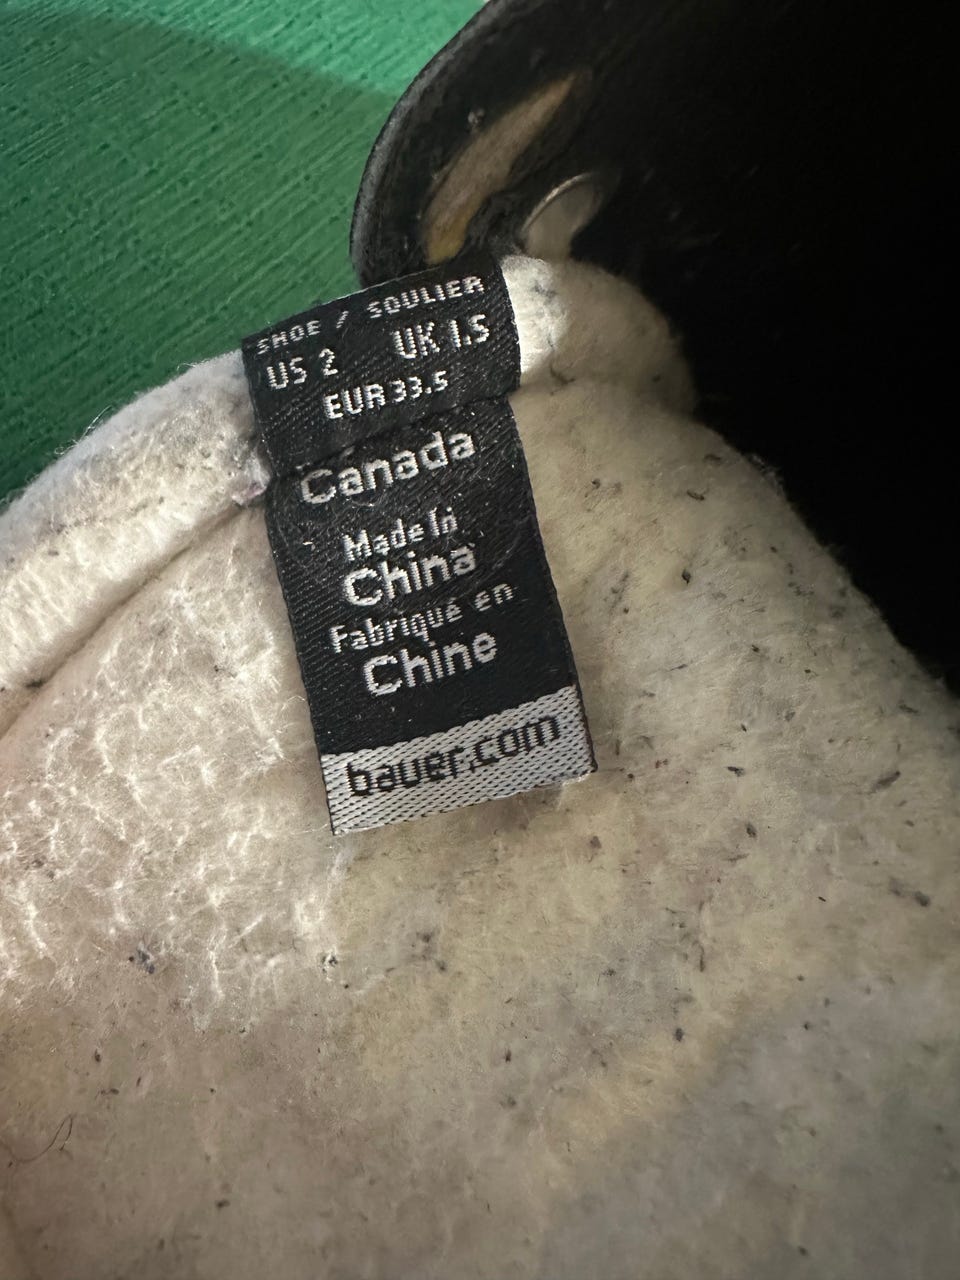 SHOE / SOULIER
US 2 UK 1.5
EUR 33.5
Canada
Made in
China
Fabriqué en
Chine
bauer.com